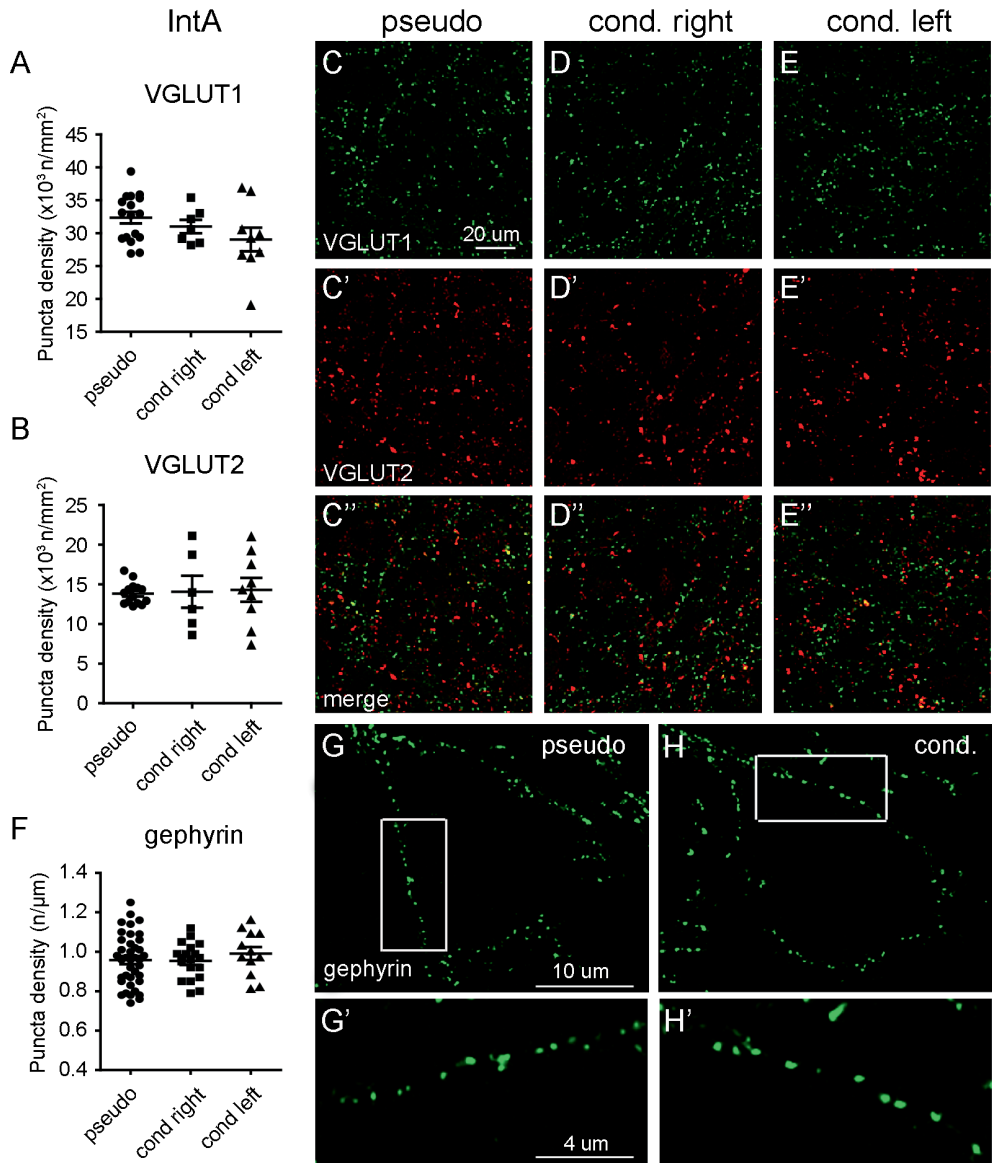 IntA
pseudo
cond. right
cond. left
A
VGLUT1
Puncta density (x10³ n/mm²)
45
40
35
30
25
20
15
pseudo
cond right
cond left
B
VGLUT2
Puncta density (x10³ n/mm²)
25
20
15
10
5
0
pseudo
cond right
cond left
F
gephyrin
Puncta density (n/µm)
1.4
1.2
1.0
0.8
0.6
0.4
pseudo
cond right
cond left
C
VGLUT1
20 um
D
E
C'
VGLUT2
D'
E'
C''
merge
D''
E''
G
pseudo
gephyrin
10 um
H
cond.
G'
4 um
H'